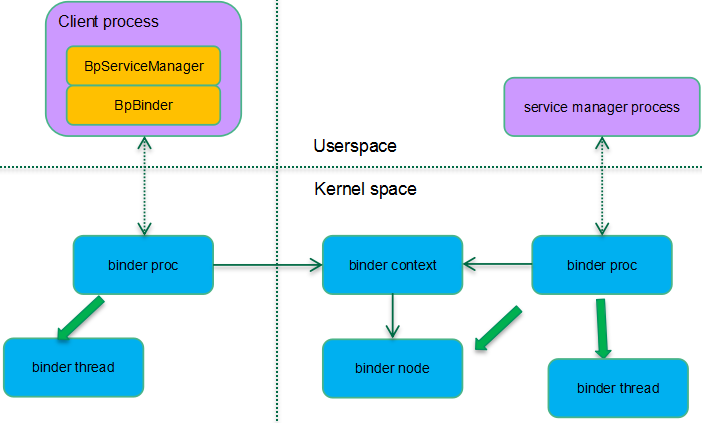 Client process
BpServiceManager
BpBinder
service manager process
Userspace
Kernel space
binder proc
binder context
binder proc
binder thread
binder node
binder thread